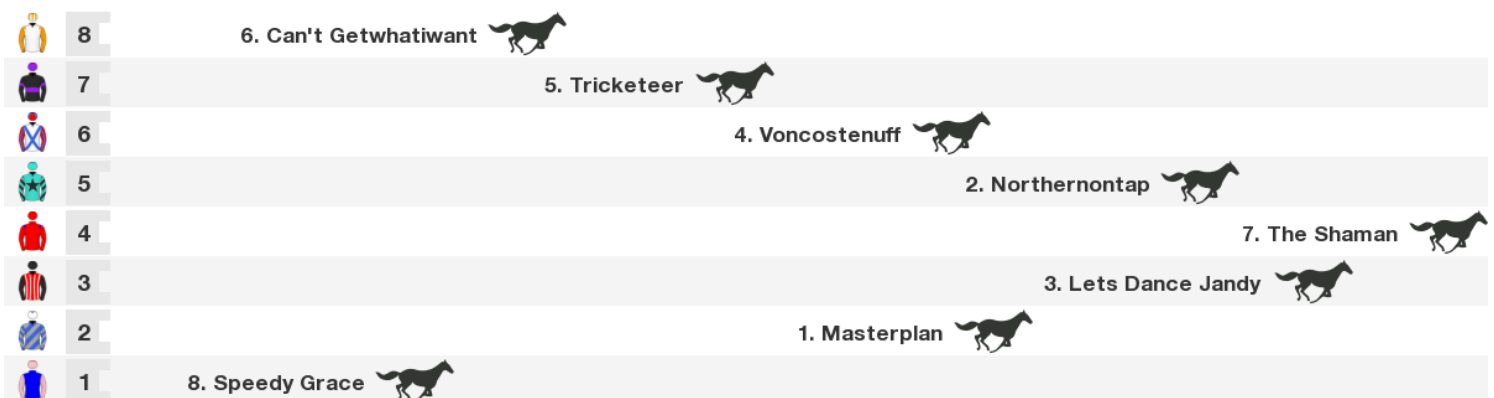 8 6. Can't Getwhatiwant
7 5. Tricketeer
6 4. Voncostenuff
5 2. Northernontap
4 7. The Shaman
3 3. Lets Dance Jandy
2 1. Masterplan
1 8. Speedy Grace